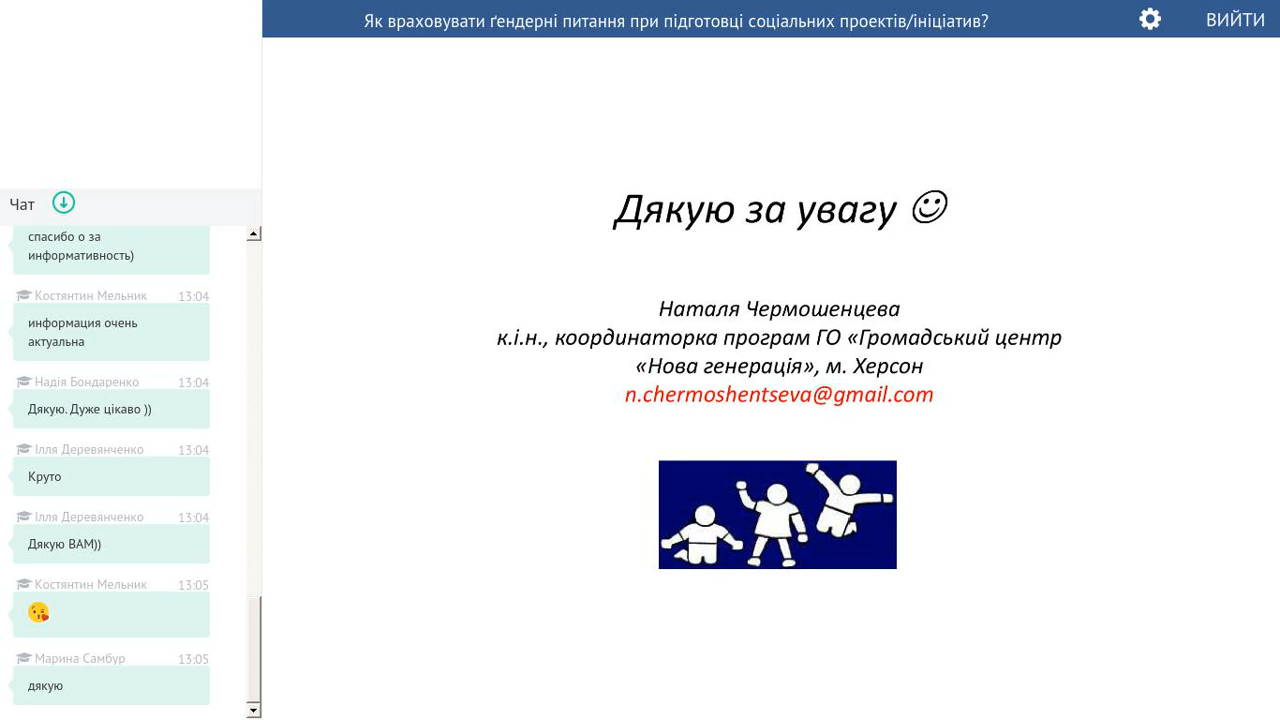 Як враховувати ґендерні питання при підготовці соціальних проектів/ініціатив?
ВИЙТИ
Чат
спасибо о за
информативность)
Костянтин Мельник 13:04
информация очень
актуальна
Надія Бондаренко 13:04
Дякую. Дуже цікаво ))
Ілля Деревянченко 13:04
Круто
Ілля Деревянченко 13:04
Дякую ВАМ))
Костянтин Мельник 13:05
😘
Марина Самбур 13:05
дякую
Дякую за увагу ☺
Наталя Чермошенцева
к.і.н., координаторка програм ГО «Громадський центр
«Нова генерація», м. Херсон
n.chermoshentseva@gmail.com